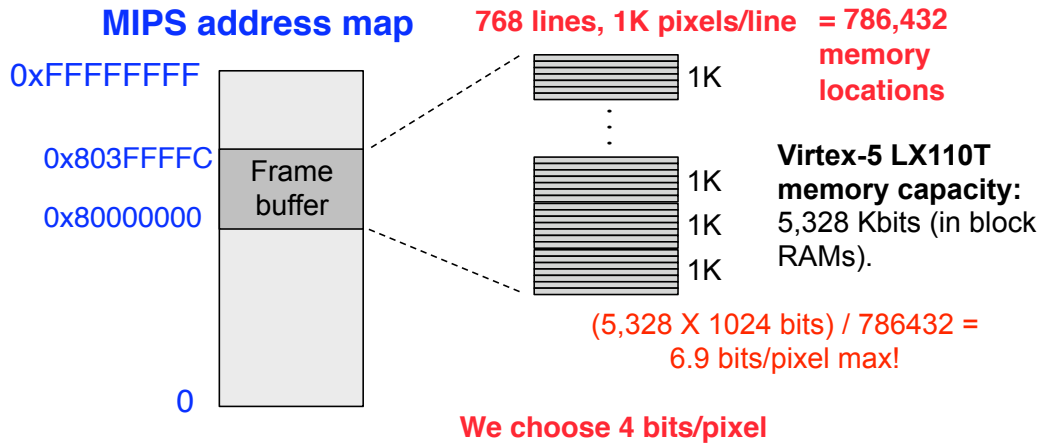 MIPS address map
768 lines, 1K pixels/line
= 786,432
memory
locations
0xFFFFFFFF
1K
0x803FFFFC
Frame
buffer
0x80000000
1K
1K
1K
Virtex-5 LX110T
memory capacity:
5,328 Kbits (in block
RAMs).
(5,328 X 1024 bits) / 786432 =
6.9 bits/pixel max!
0
We choose 4 bits/pixel